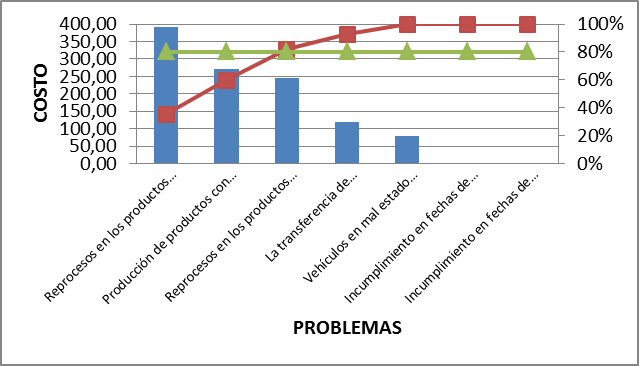 COSTO
400,00
350,00
300,00
250,00
200,00
150,00
100,00
50,00
0,00
100%
80%
60%
40%
20%
0%
Reprocesos en los productos...
Producción de productos con...
Reprocesos en los productos...
La transferencia de...
Vehículos en mal estado...
Incumplimiento en fechas de...
Incumplimiento en fechas de...
PROBLEMAS